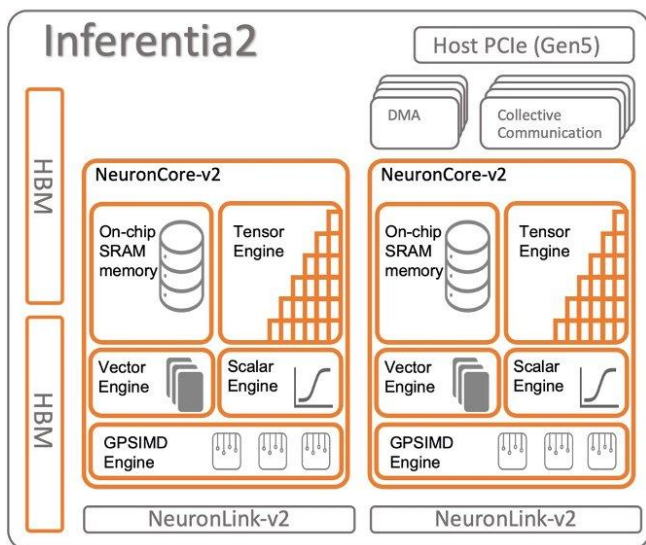 Inferentia2
Host PCIe (Gen5)
DMA
Collective
Communication
HBM
HBM
NeuronCore-v2
On-chip
SRAM
memory
Tensor
Engine
Vector
Engine
Scalar
Engine
GPSIMD
Engine
NeuronCore-v2
On-chip
SRAM
memory
Tensor
Engine
Vector
Engine
Scalar
Engine
GPSIMD
Engine
NeuronLink-v2
NeuronLink-v2